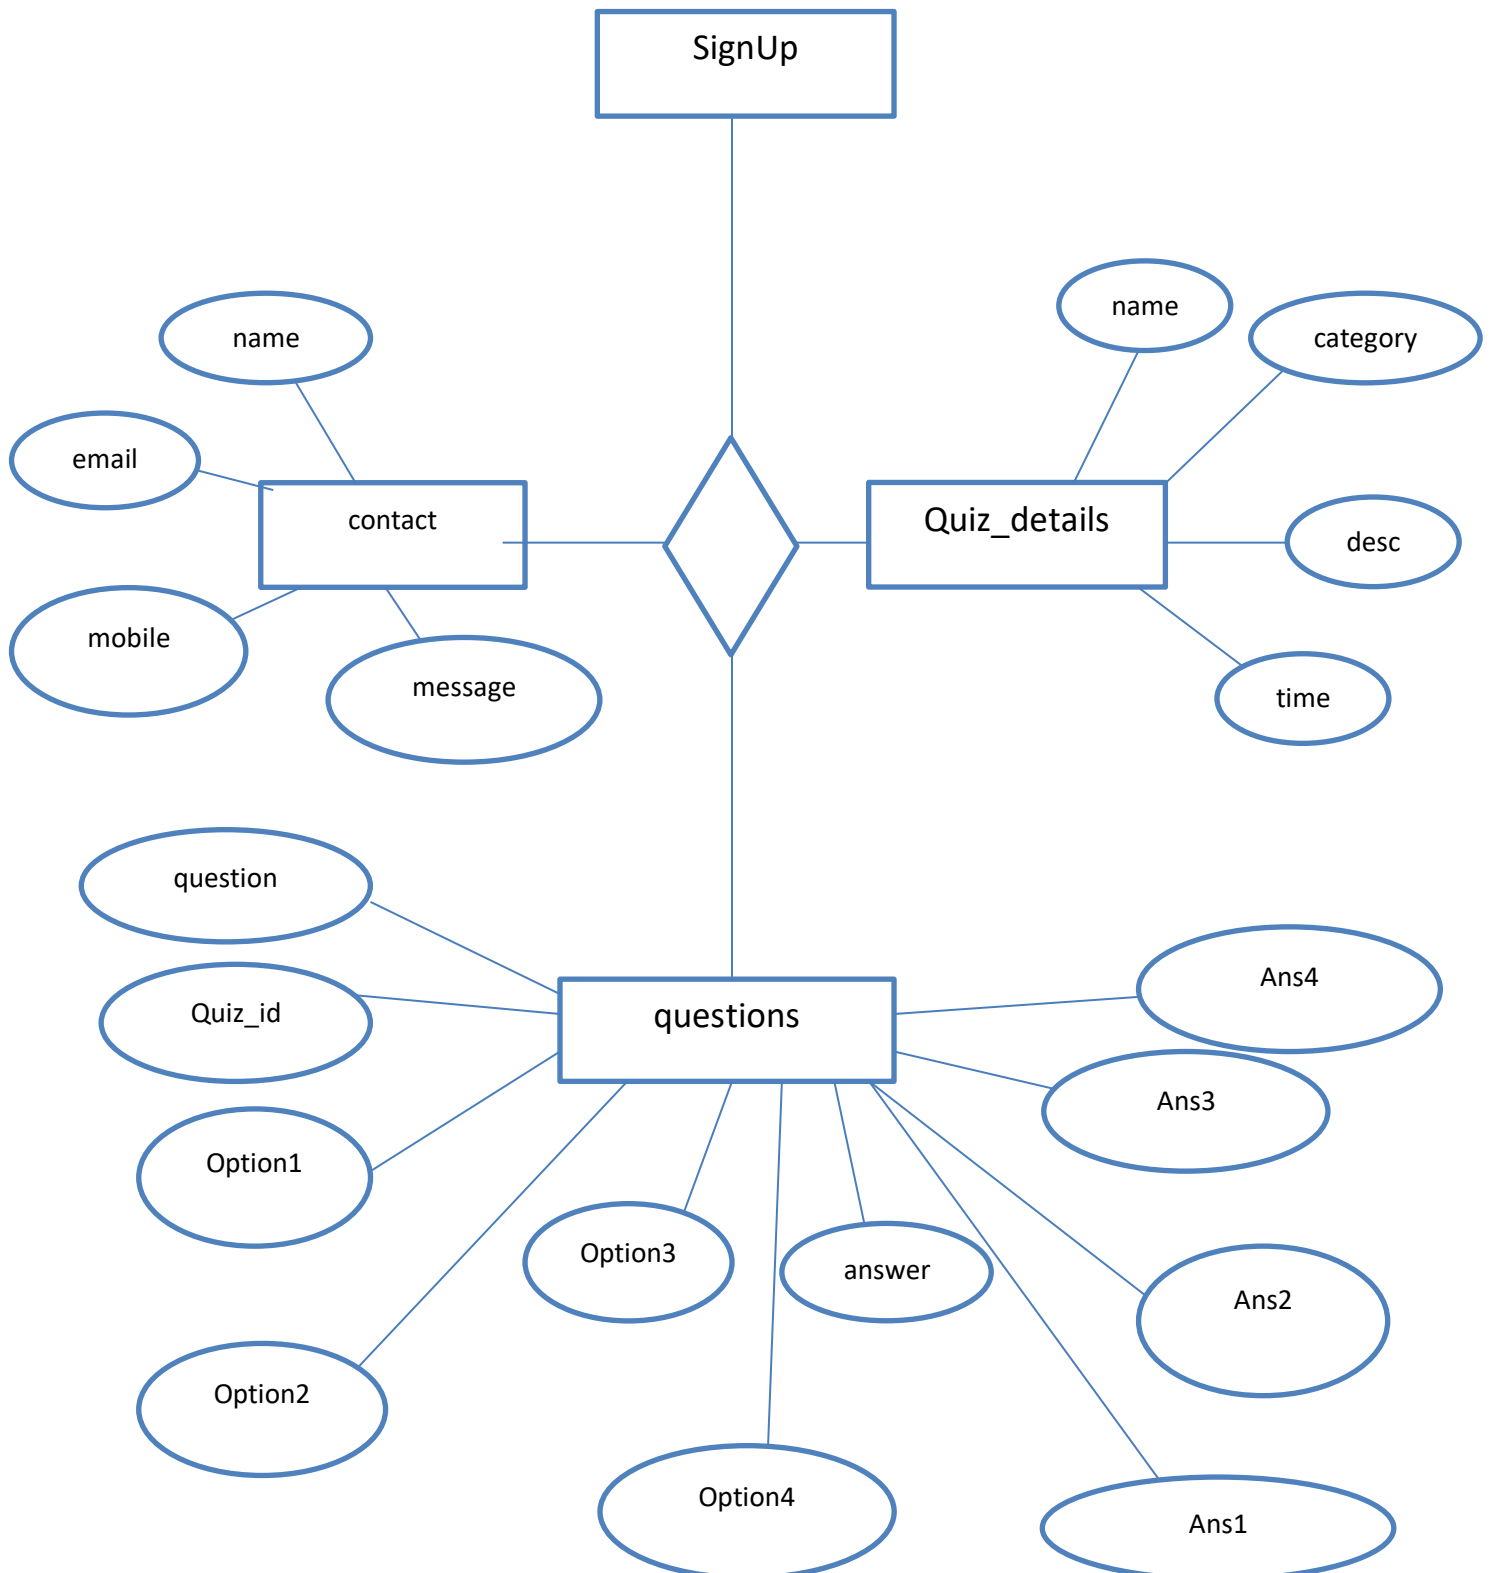 SignUp
name
name
category
email
contact
Quiz_details
desc
mobile
message
time
question
Quiz_id
questions
Ans4
Ans3
Option1
Option3
answer
Ans2
Option2
Option4
Ans1